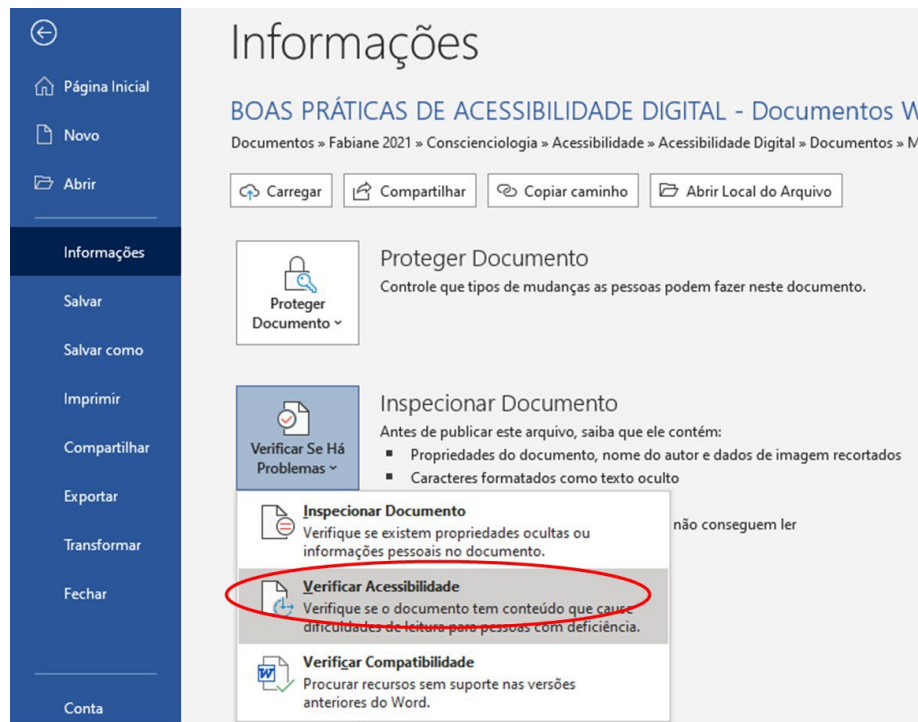 Informações
Página Inicial
Novo
Abrir
Informações
Salvar
Salvar como
Imprimir
Compartilhar
Exportar
Transformar
Fechar
Conta
BOAS PRÁTICAS DE ACESSIBILIDADE DIGITAL - Documentos W
Documentos » Fabiane 2021 » Conscienciologia » Acessibilidade » Acessibilidade Digital » Documentos » M
Carregar
Compartilhar
Copiar caminho
Abrir Local do Arquivo
Proteger
Documento
Proteger Documento
Controle que tipos de mudanças as pessoas podem fazer neste documento.
Verificar Se Há
Problemas
Inspecionar Documento
Antes de publicar este arquivo, saiba que ele contém:
Propriedades do documento, nome do autor e dados de imagem recortados
Caracteres formatados como texto oculto
não conseguem ler
Inspecionar Documento
Verifique se existem propriedades ocultas ou
informações pessoais no documento.
Verificar Acessibilidade
Verifique se o documento tem conteúdo que cause
dificuldades de leitura para pessoas com deficiência.
Verificar Compatibilidade
Procurar recursos sem suporte nas versões
anteriores do Word.